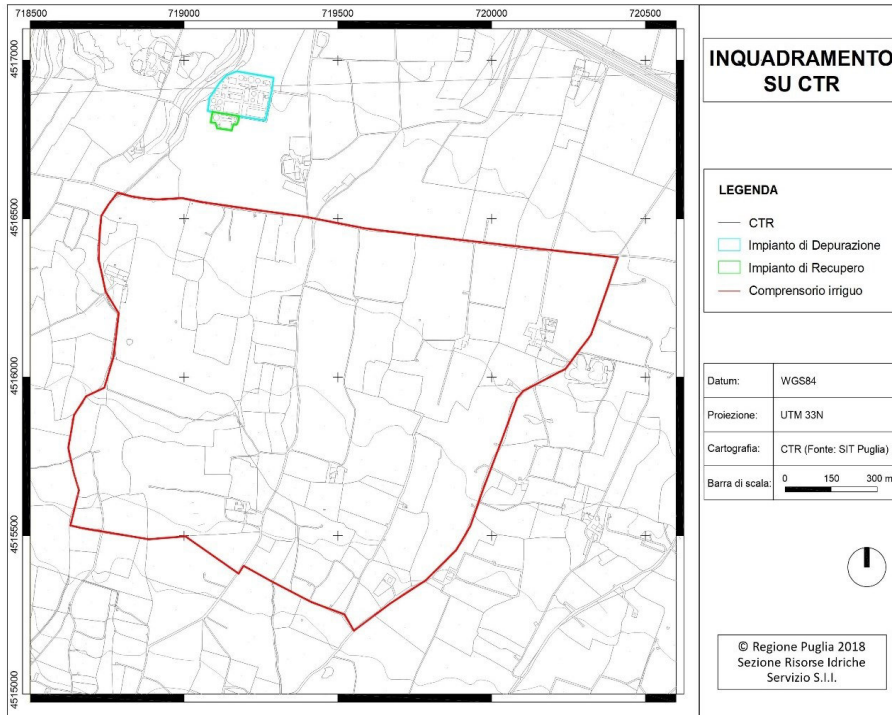 718500
719000
719500
720000
720500
4517000
4516500
4516000
4515500
4515000
INQUADRAMENTO
SU CTR
LEGENDA
CTR
Impianto di Depurazione
Impianto di Recupero
Comprensorio irriguo
Datum: WGS84
Proiezione: UTM 33N
Cartografia: CTR (Fonte: SIT Puglia)
Barra di scala: 0 150 300 m
© Regione Puglia 2018
Sezione Risorse Idriche
Servizio S.I.I.